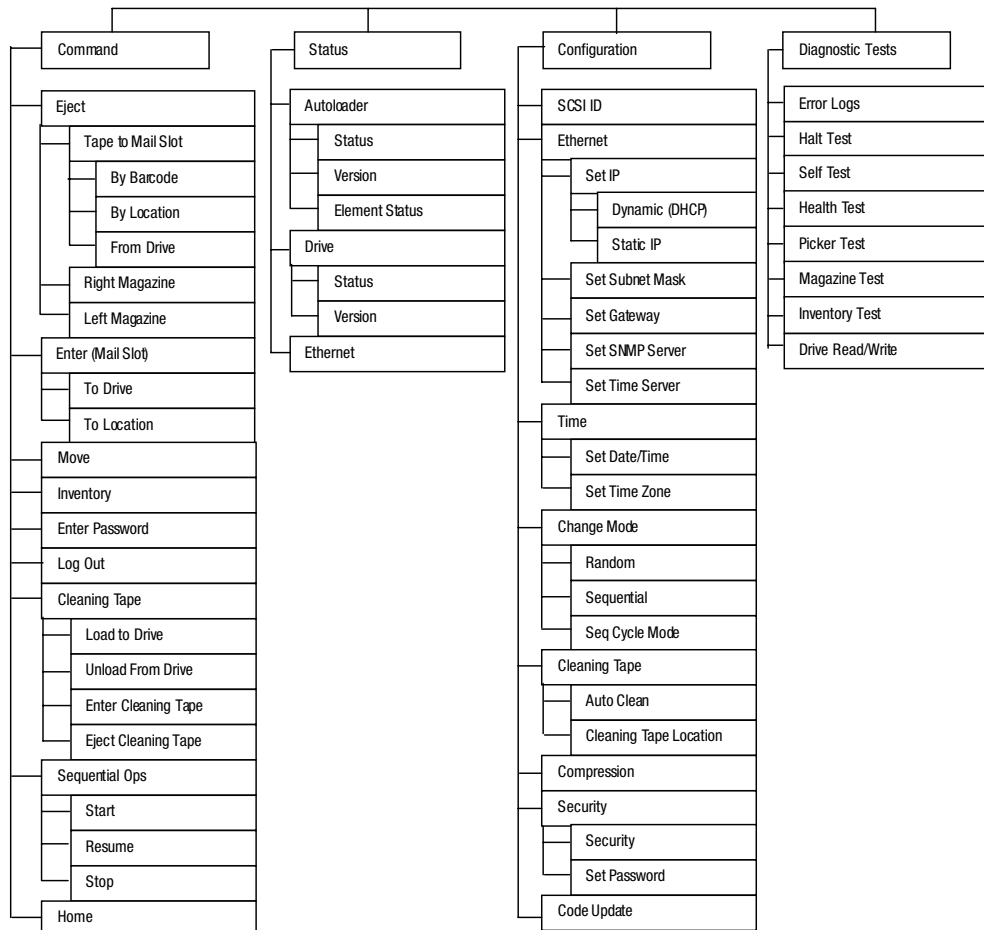 Command
Eject
Tape to Mail Slot
By Barcode
By Location
From Drive
Right Magazine
Left Magazine
Enter (Mail Slot)
To Drive
To Location
Move
Inventory
Enter Password
Log Out
Cleaning Tape
Load to Drive
Unload From Drive
Enter Cleaning Tape
Eject Cleaning Tape
Sequential Ops
Start
Resume
Stop
Home
Status
Autoloader
Status
Version
Element Status
Drive
Status
Version
Ethernet
Configuration
SCSI ID
Ethernet
Set IP
Dynamic (DHCP)
Static IP
Set Subnet Mask
Set Gateway
Set SNMP Server
Set Time Server
Time
Set Date/Time
Set Time Zone
Change Mode
Random
Sequential
Seq Cycle Mode
Cleaning Tape
Auto Clean
Cleaning Tape Location
Compression
Security
Security
Set Password
Code Update
Diagnostic Tests
Error Logs
Halt Test
Self Test
Health Test
Picker Test
Magazine Test
Inventory Test
Drive Read/Write